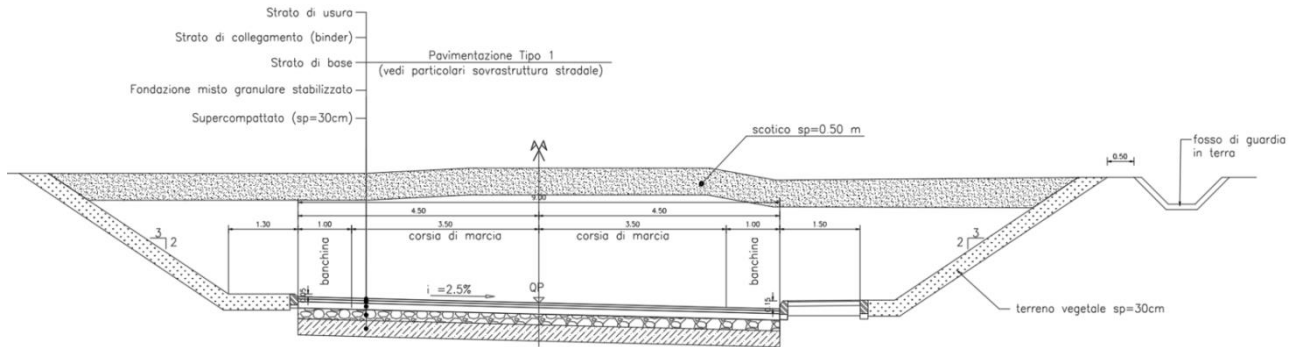 Strato di usura
Strato di collegamento (binder)
Strato di base
Pavimentazione Tipo 1
(vedi particolari sovrastruttura stradale)
Fondazione misto granulare stabilizzato
Supercompattato (sp=30cm)
scotico sp=0.50 m
fosso di guardia
in terra
0.50
9.00
4.50
4.50
1.30
1.00
3.50
3.50
1.00
1.50
corsia di marcia
corsia di marcia
banchina
banchina
3
2
3
2
i =2.5%
QP
0.15
terreno vegetale sp=30cm